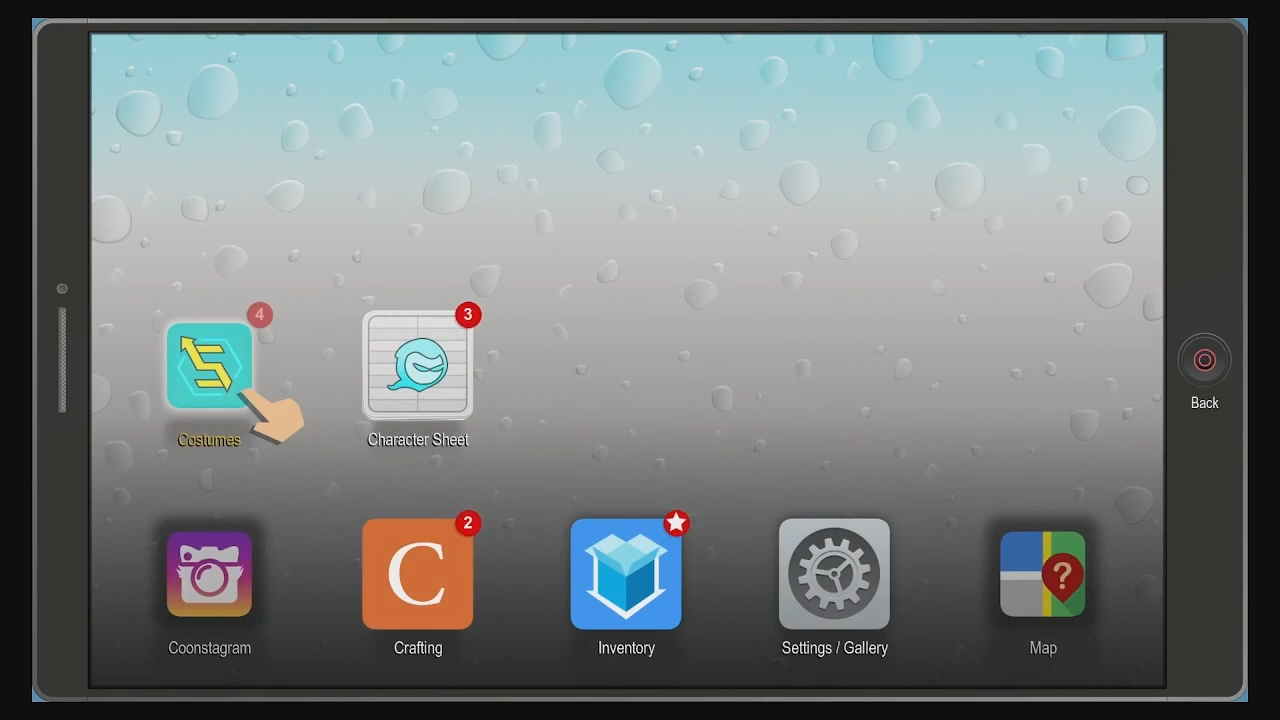 4
3
Costumes
Character Sheet
Back
2
C
?
Coonstagram
Crafting
Inventory
Settings / Gallery
Map